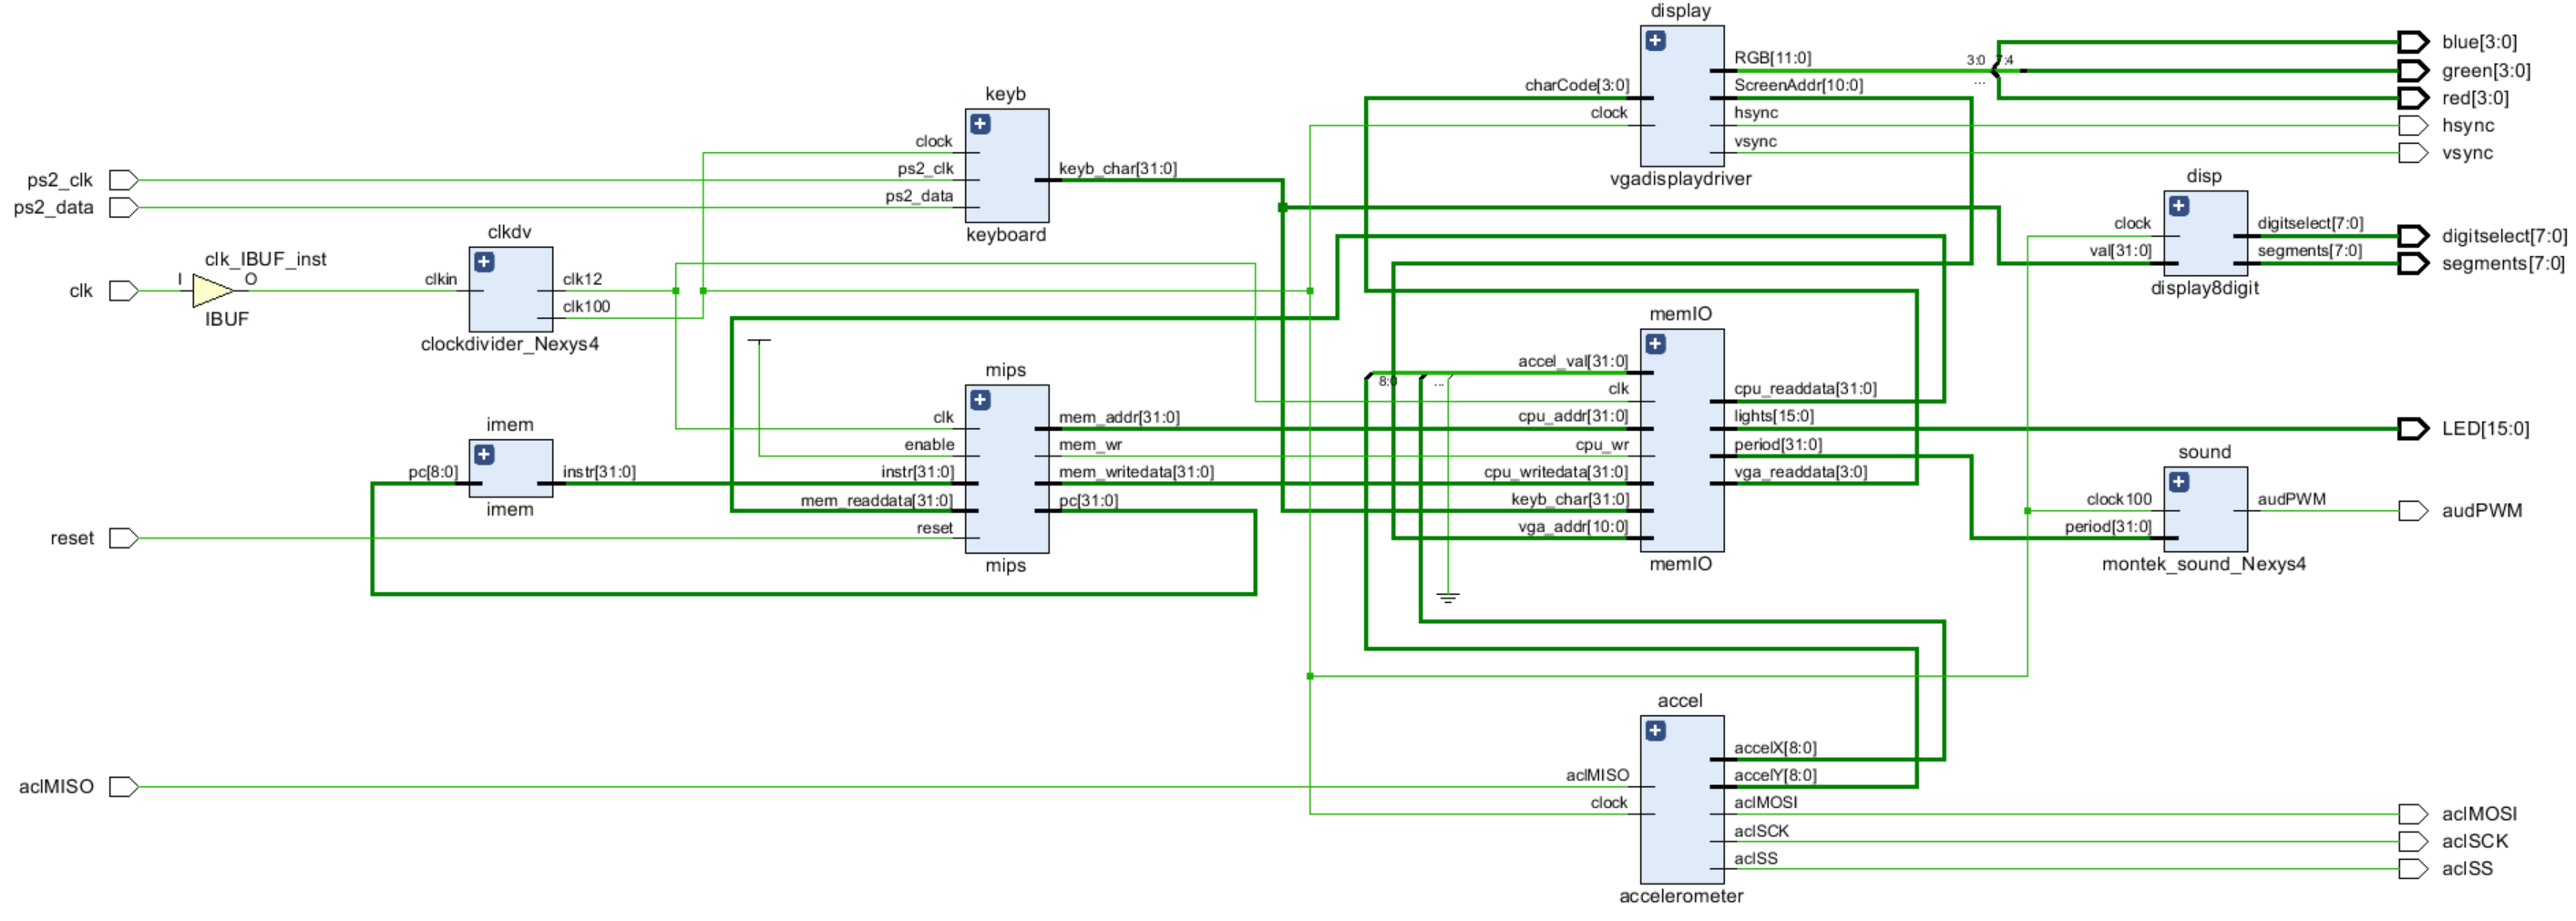 display
RGB[11:0]
3:0
7:4
...
blue[3:0]
green[3:0]
red[3:0]
hsync
vsync
charCode[3:0]
clock
ScreenAddr[10:0]
hsync
vsync
vgadisplaydriver
keyb
clock
ps2_clk
ps2_data
keyb_char[31:0]
keyboard
ps2_clk
ps2_data
disp
clock
val[31:0]
digitselect[7:0]
segments[7:0]
display8digit
digitselect[7:0]
segments[7:0]
clk
clk_IBUF_inst
I
O
IBUF
clkdv
clkin
clk12
clk100
clockdivider_Nexys4
memIO
accel_val[31:0]
8:0
...
clk
cpu_addr[31:0]
cpu_wr
cpu_writedata[31:0]
keyb_char[31:0]
vga_addr[10:0]
cpu_readdata[31:0]
lights[15:0]
period[31:0]
vga_readdata[3:0]
memIO
LED[15:0]
mips
clk
enable
instr[31:0]
mem_readdata[31:0]
reset
mem_addr[31:0]
mem_wr
mem_writedata[31:0]
pc[31:0]
mips
imem
pc[8:0]
instr[31:0]
imem
reset
sound
clock100
period[31:0]
audPWM
montek_sound_Nexys4
audPWM
accel
aclMISO
clock
accelX[8:0]
accelY[8:0]
aclMOSI
aclSCK
aclSS
accelerometer
aclMISO
aclMOSI
aclSCK
aclSS